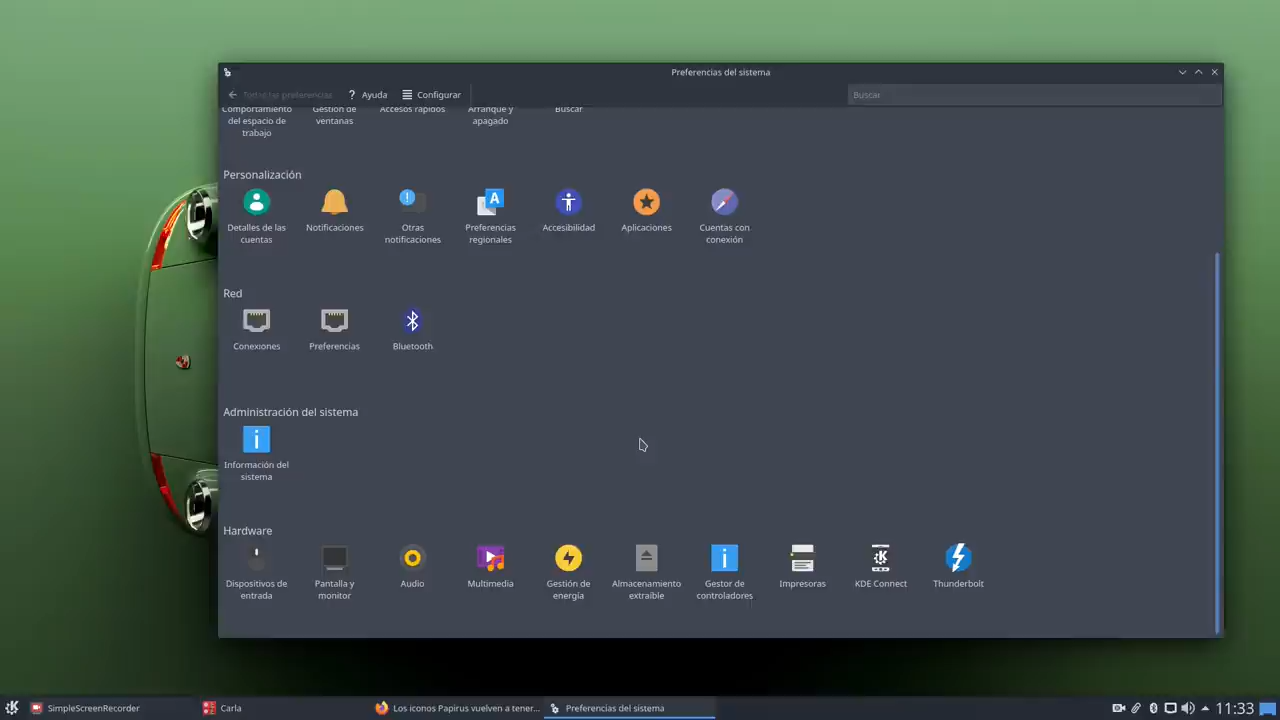 Preferencias del sistema
Todas las preferencias
Ayuda
Configurar
Buscar
Comportamiento del espacio de trabajo
Gestión de ventanas
Accesos rápidos
Arranque y apagado
Buscar
Personalización
Detalles de las cuentas
Notificaciones
Otras notificaciones
Preferencias regionales
Accesibilidad
Aplicaciones
Cuentas con conexión
Red
Conexiones
Preferencias
Bluetooth
Administración del sistema
Información del sistema
Hardware
Dispositivos de entrada
Pantalla y monitor
Audio
Multimedia
Gestión de energía
Almacenamiento extraíble
Gestor de controladores
Impresoras
KDE Connect
Thunderbolt
SimpleScreenRecorder
Carla
Los iconos Papirus vuelven a tener...
Preferencias del sistema
11:33